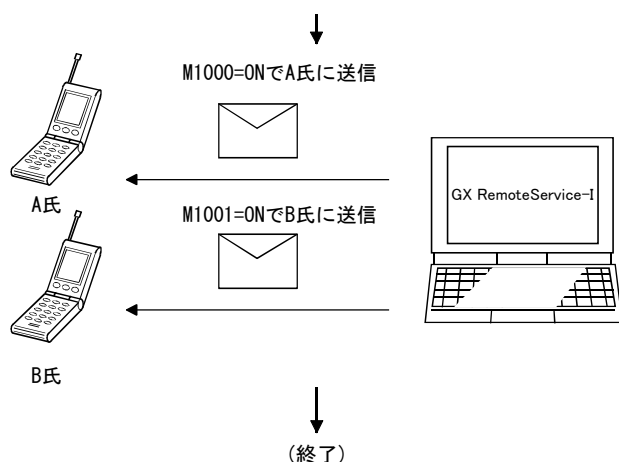 M1000=ONでA氏に送信
GX RemoteService-I
A氏
M1001=ONでB氏に送信
B氏
(終了)